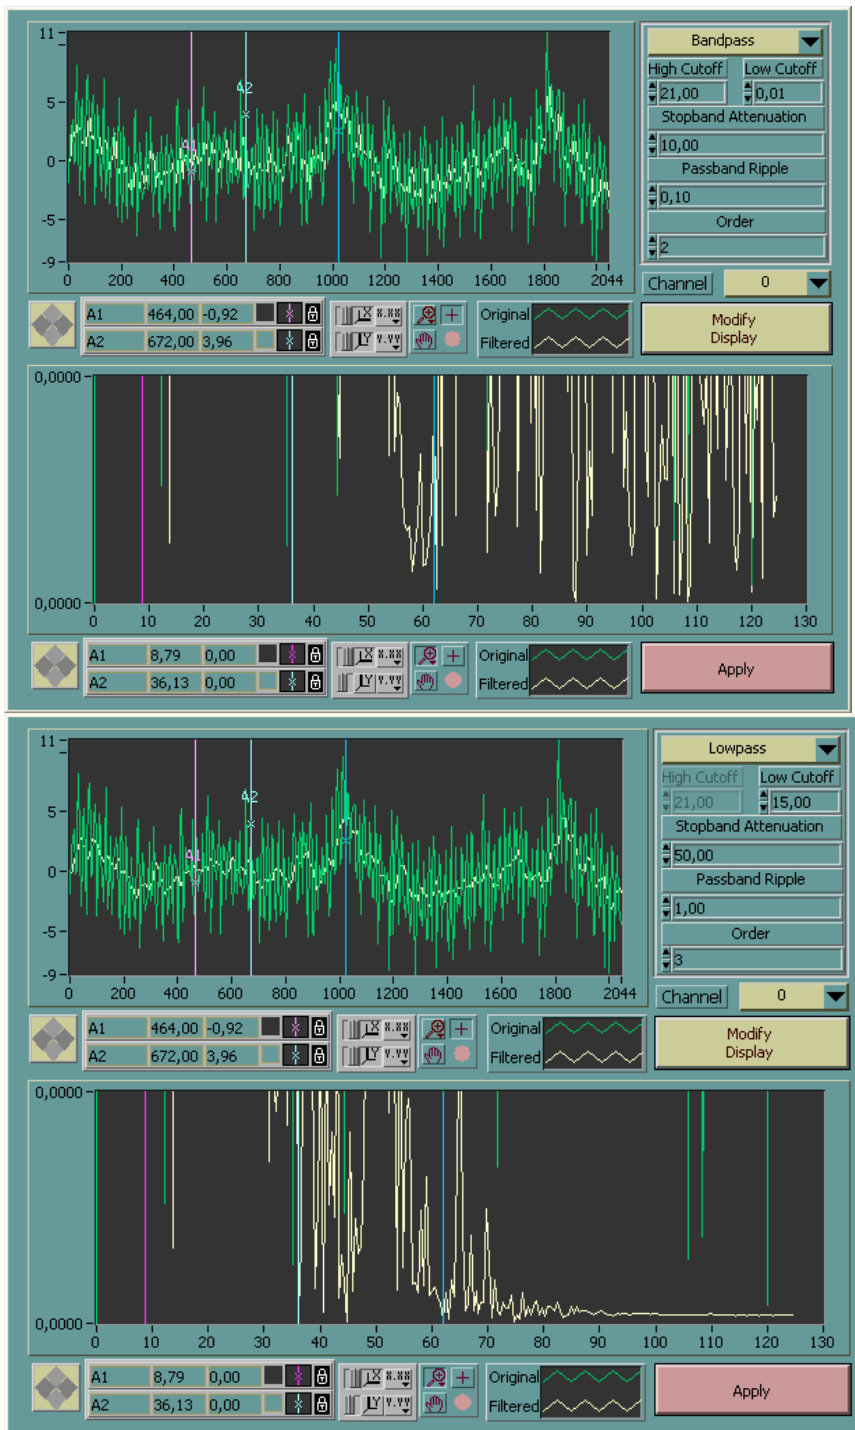 11
5
0
-5
-9
0 200 400 600 800 1000 1200 1400 1600 1800 2044
A1
A2
Bandpass
High Cutoff Low Cutoff
21,00 0,01
Stopband Attenuation
10,00
Passband Ripple
0,10
Order
2
Channel 0
A1 464,00 -0,92
A2 672,00 3,96
X X.XX
Y Y.YY
Original
Filtered
Modify
Display
0,0000
0,0000
0 10 20 30 40 50 60 70 80 90 100 110 120 130
A1 8,79 0,00
A2 36,13 0,00
X X.XX
Y Y.YY
Original
Filtered
Apply
11
5
0
-5
-9
0 200 400 600 800 1000 1200 1400 1600 1800 2044
A1
A2
Lowpass
High Cutoff Low Cutoff
21,00 15,00
Stopband Attenuation
50,00
Passband Ripple
1,00
Order
3
Channel 0
A1 464,00 -0,92
A2 672,00 3,96
X X.XX
Y Y.YY
Original
Filtered
Modify
Display
0,0000
0,0000
0 10 20 30 40 50 60 70 80 90 100 110 120 130
A1 8,79 0,00
A2 36,13 0,00
X X.XX
Y Y.YY
Original
Filtered
Apply